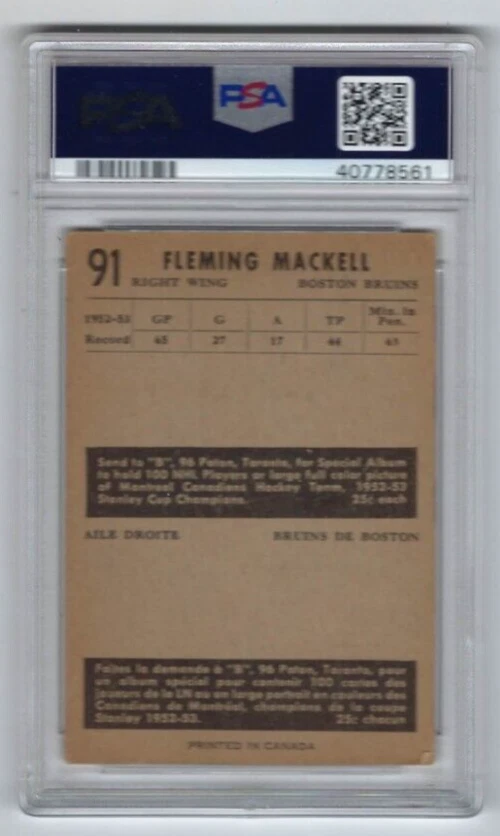 PSA
40778561
91 FLEMING MACKELL
RIGHT WING BOSTON BRUINS
1952-53 GP G A TP Min. in Pen.
Record 65 27 17 44 63
Send to "B", 96 Paton, Toronto, for Special Album
to hold 100 NHL Players or large full color picture
of Montreal Canadiens Hockey Team, 1952-53
Stanley Cup Champions. 25c each
AILE DROITE BRUINS DE BOSTON
Faites la demande à "B", 96 Paton, Toronto, pour
un album spécial pour contenir 100 cartes des
joueurs de la LN ou un large portrait en couleurs des
Canadiens de Montréal, champions de la coupe
Stanley 1952-53. 25c chacun
PRINTED IN CANADA